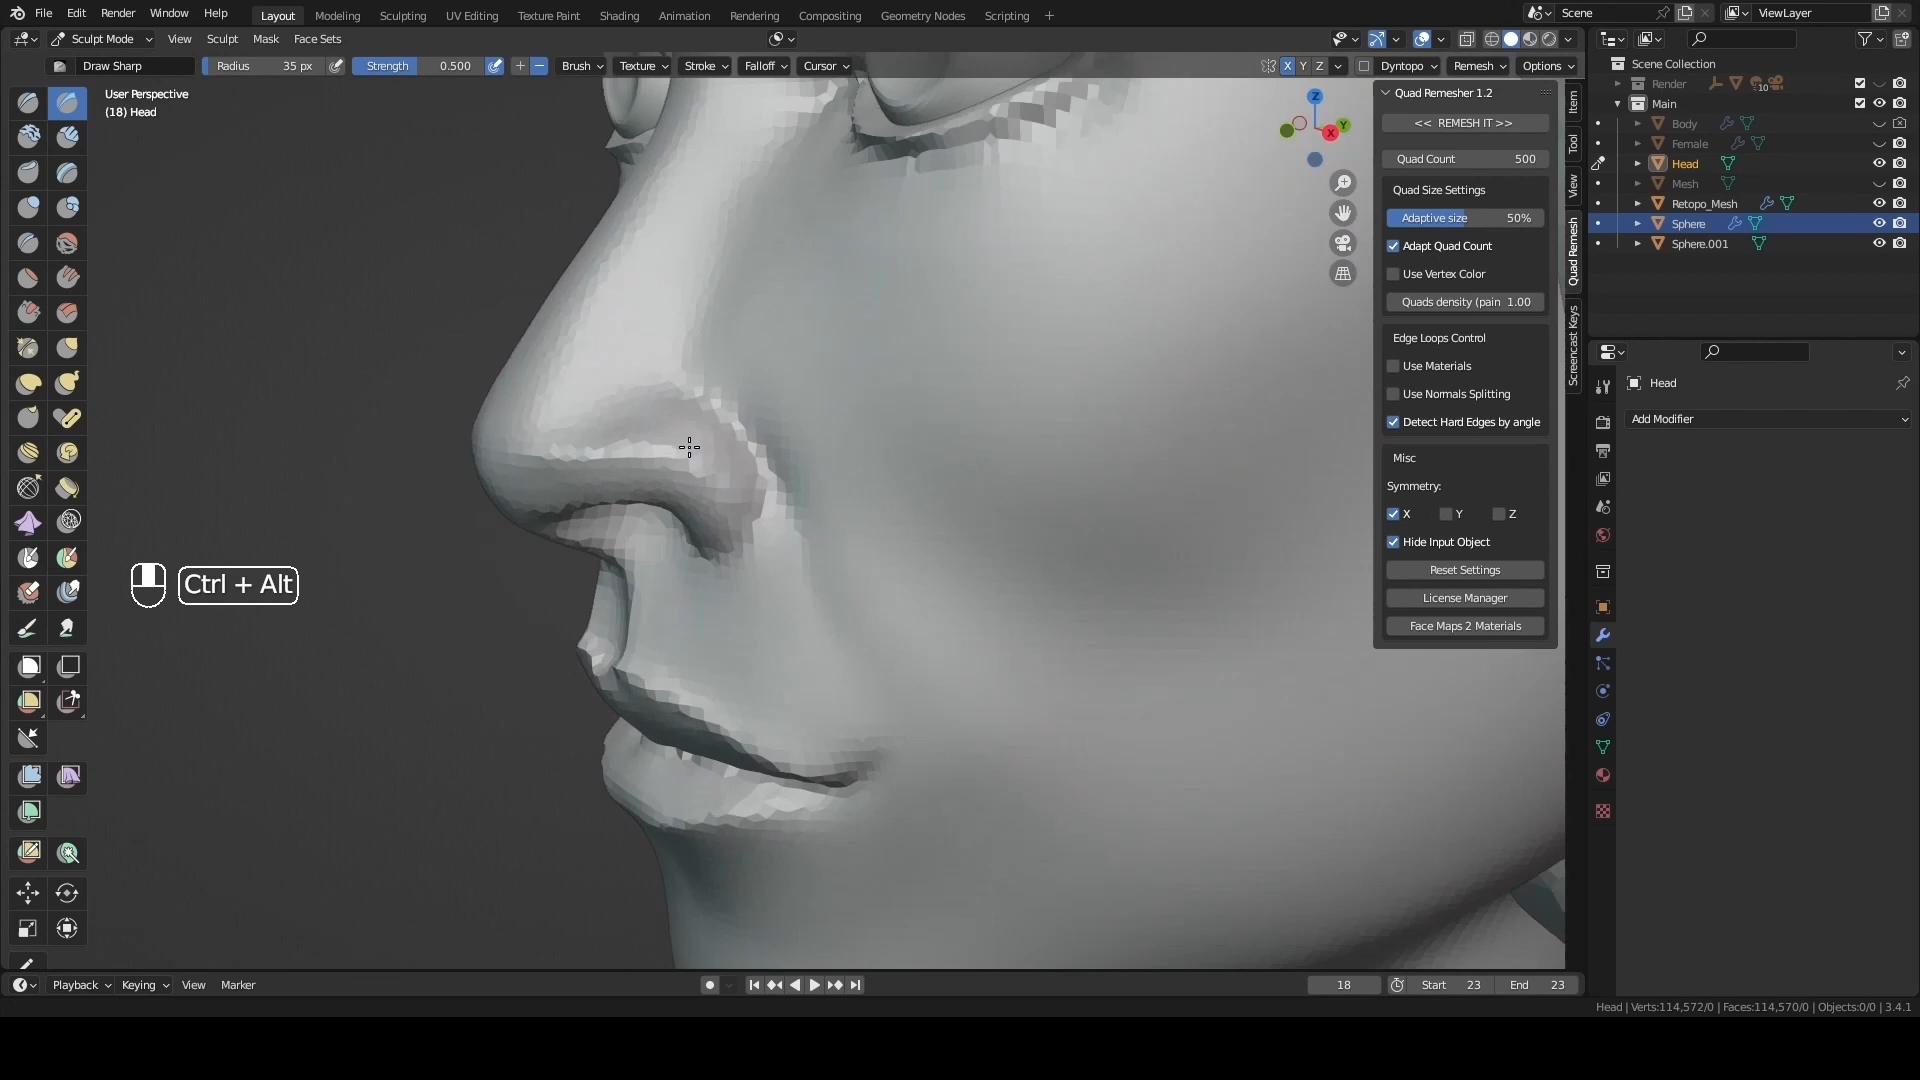 File Edit Render Window Help Layout Modeling Sculpting UV Editing Texture Paint Shading Animation Rendering Compositing Geometry Nodes Scripting + Scene ViewLayer
Sculpt Mode View Sculpt Mask Face Sets
Draw Sharp Radius 35 px Strength 0.500 Brush Texture Stroke Falloff Cursor X Y Z Dyntopo Remesh Options
User Perspective
(18) Head
Z
Y
X
Quad Remesher 1.2
<< REMESH IT >>
Quad Count 500
Quad Size Settings
Adaptive size 50%
Adapt Quad Count
Use Vertex Color
Quads density (pain 1.00
Edge Loops Control
Use Materials
Use Normals Splitting
Detect Hard Edges by angle
Misc
Symmetry:
X Y Z
Hide Input Object
Reset Settings
License Manager
Face Maps 2 Materials
Item
Tool
View
Quad Remesh
Screencast Keys
Scene Collection
Render 10
Main
Body
Female
Head
Mesh
Retopo_Mesh
Sphere
Sphere.001
Head
Add Modifier
Ctrl + Alt
Playback Keying View Marker 18 Start 23 End 23
Head | Verts:114,572/0 | Faces:114,570/0 | Objects:0/0 | 3.4.1